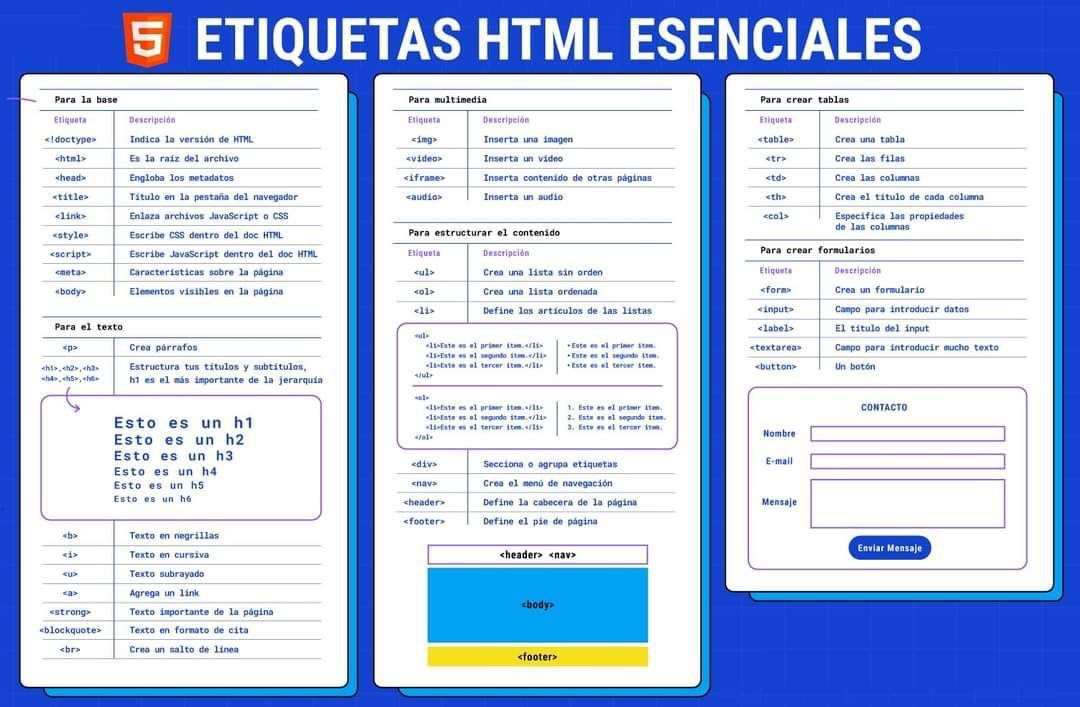 5 ETIQUETAS HTML ESENCIALES
Para la base
Etiqueta Descripción
<!doctype> Indica la versión de HTML
<html> Es la raíz del archivo
<head> Engloba los metadatos
<title> Título en la pestaña del navegador
<link> Enlaza archivos JavaScript o CSS
<style> Escribe CSS dentro del doc HTML
<script> Escribe JavaScript dentro del doc HTML
<meta> Características sobre la página
<body> Elementos visibles en la página
Para el texto
<p> Crea párrafos
<h1>,<h2>,<h3> Estructura tus títulos y subtítulos,
<h4>,<h5>,<h6> h1 es el más importante de la jerarquía
Esto es un h1
Esto es un h2
Esto es un h3
Esto es un h4
Esto es un h5
Esto es un h6
<b> Texto en negrillas
<i> Texto en cursiva
<u> Texto subrayado
<a> Agrega un link
<strong> Texto importante de la página
<blockquote> Texto en formato de cita
<br> Crea un salto de línea
Para multimedia
Etiqueta Descripción
<img> Inserta una imagen
<video> Inserta un video
<iframe> Inserta contenido de otras páginas
<audio> Inserta un audio
Para estructurar el contenido
Etiqueta Descripción
<ul> Crea una lista sin orden
<ol> Crea una lista ordenada
<li> Define los artículos de las listas
<ul>
<li>Este es el primer ítem.</li> • Este es el primer ítem.
<li>Este es el segundo ítem.</li> • Este es el segundo ítem.
<li>Este es el tercer ítem.</li> • Este es el tercer ítem.
</ul>
<ol>
<li>Este es el primer ítem.</li> 1. Este es el primer ítem.
<li>Este es el segundo ítem.</li> 2. Este es el segundo ítem.
<li>Este es el tercer ítem.</li> 3. Este es el tercer ítem.
</ol>
<div> Secciona o agrupa etiquetas
<nav> Crea el menú de navegación
<header> Define la cabecera de la página
<footer> Define el pie de página
<header> <nav>
<body>
<footer>
Para crear tablas
Etiqueta Descripción
<table> Crea una tabla
<tr> Crea las filas
<td> Crea las columnas
<th> Crea el título de cada columna
<col> Especifica las propiedades
de las columnas
Para crear formularios
Etiqueta Descripción
<form> Crea un formulario
<input> Campo para introducir datos
<label> El título del input
<textarea> Campo para introducir mucho texto
<button> Un botón
CONTACTO
Nombre
E-mail
Mensaje
Enviar Mensaje